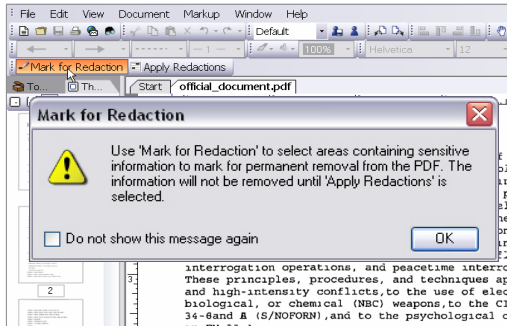 File Edit View Document Markup Window Help
Default
100% Helvetica 12
Mark for Redaction Apply Redactions
To... Th... Start official_document.pdf
Mark for Redaction
Use 'Mark for Redaction' to select areas containing sensitive
information to mark for permanent removal from the PDF. The
information will not be removed until 'Apply Redactions' is
selected.
Do not show this message again
OK
interrogation operations, and peacetime interro
3 These principles, procedures, and techniques ap
and high-intensity conflicts,to the use of elec
2 biological, or chemical (NBC) weapons,to the CI
34-6and A (S/NOFORN),and to the psychological o